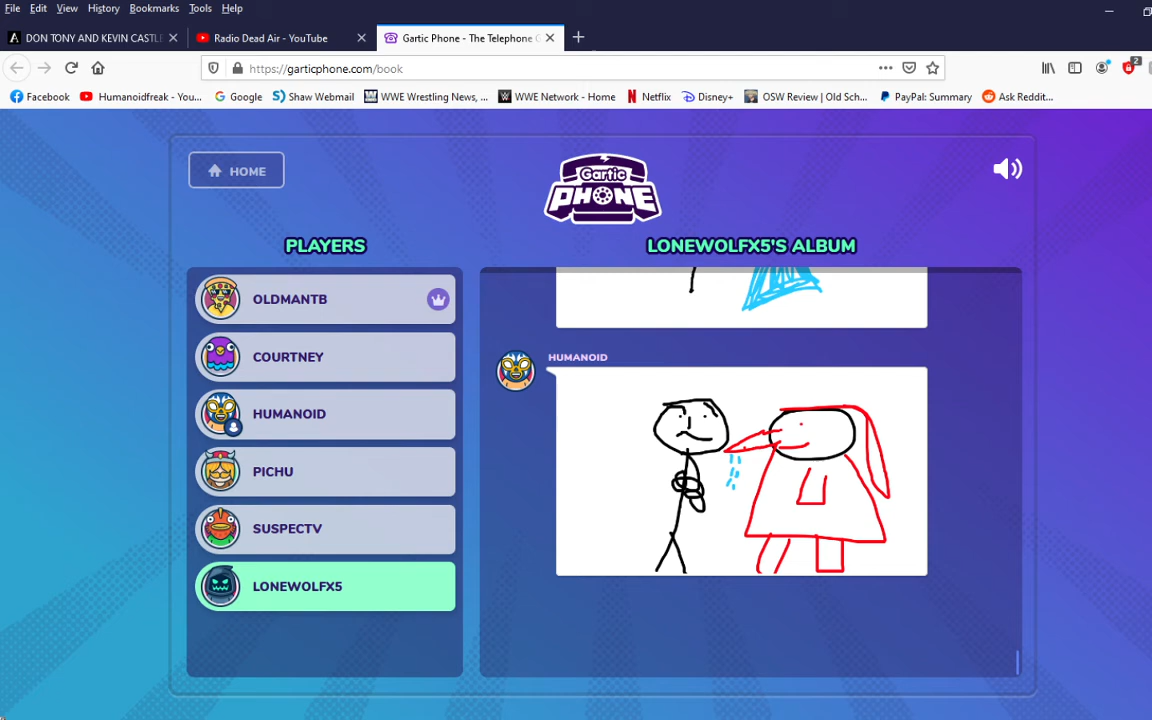 File Edit View History Bookmarks Tools Help
DON TONY AND KEVIN CASTLE
Radio Dead Air - YouTube
Gartic Phone - The Telephone G
https://garticphone.com/book
2
Facebook
Humanoidfreak - You...
Google
Shaw Webmail
WWE Wrestling News, ...
WWE Network - Home
Netflix
Disney+
OSW Review | Old Sch...
PayPal: Summary
Ask Reddit...
HOME
Gartic
PHONE
PLAYERS
LONEWOLFX5'S ALBUM
OLDMANTB
COURTNEY
HUMANOID
PICHU
SUSPECTV
LONEWOLFX5
HUMANOID